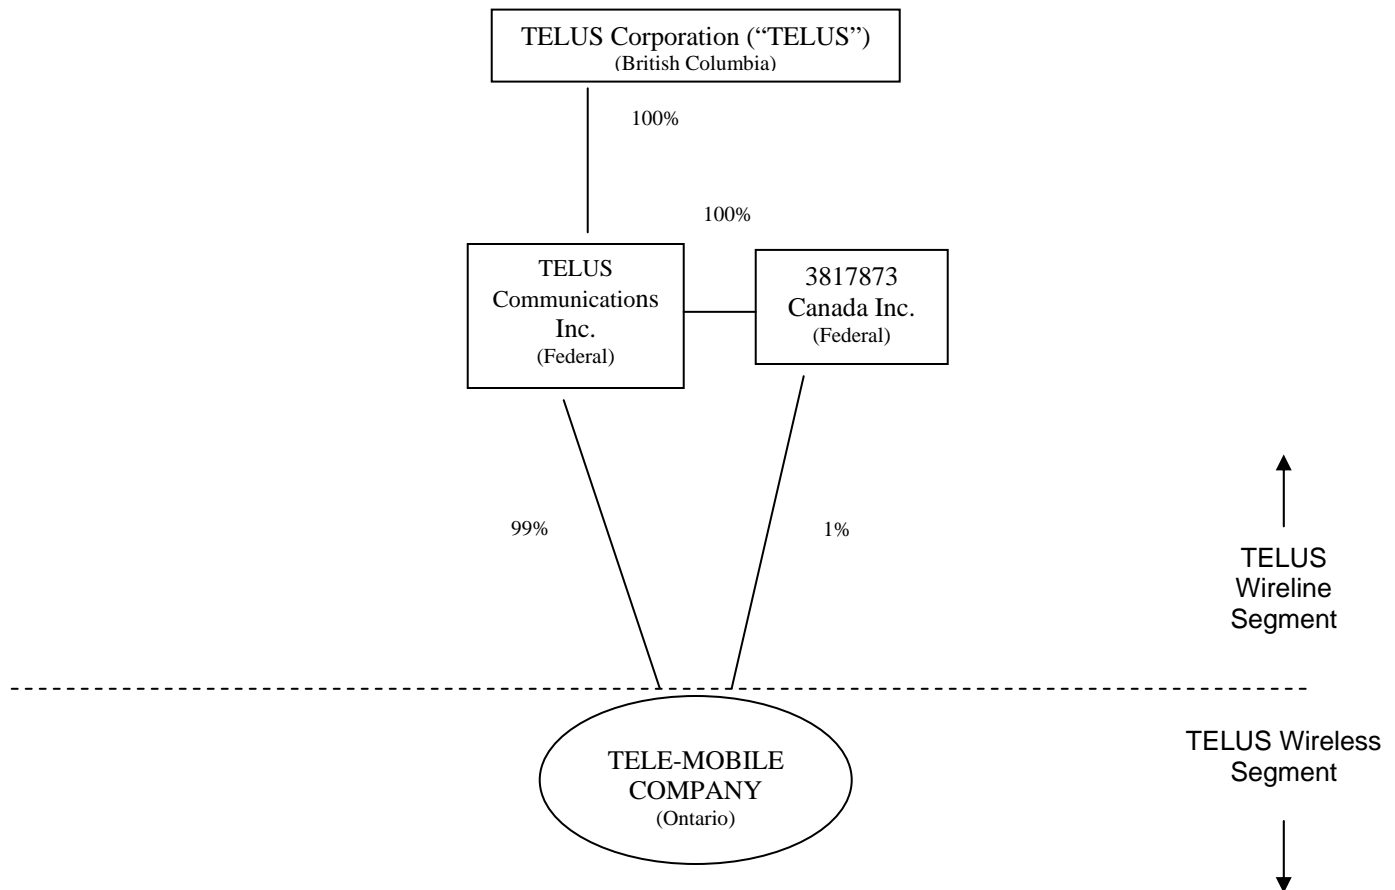 TELUS Corporation (“TELUS”)
(British Columbia)
100%
100%
TELUS
Communications
Inc.
(Federal)
3817873
Canada Inc.
(Federal)
99%
1%
TELUS
Wireline
Segment
TELE-MOBILE
COMPANY
(Ontario)
TELUS Wireless
Segment